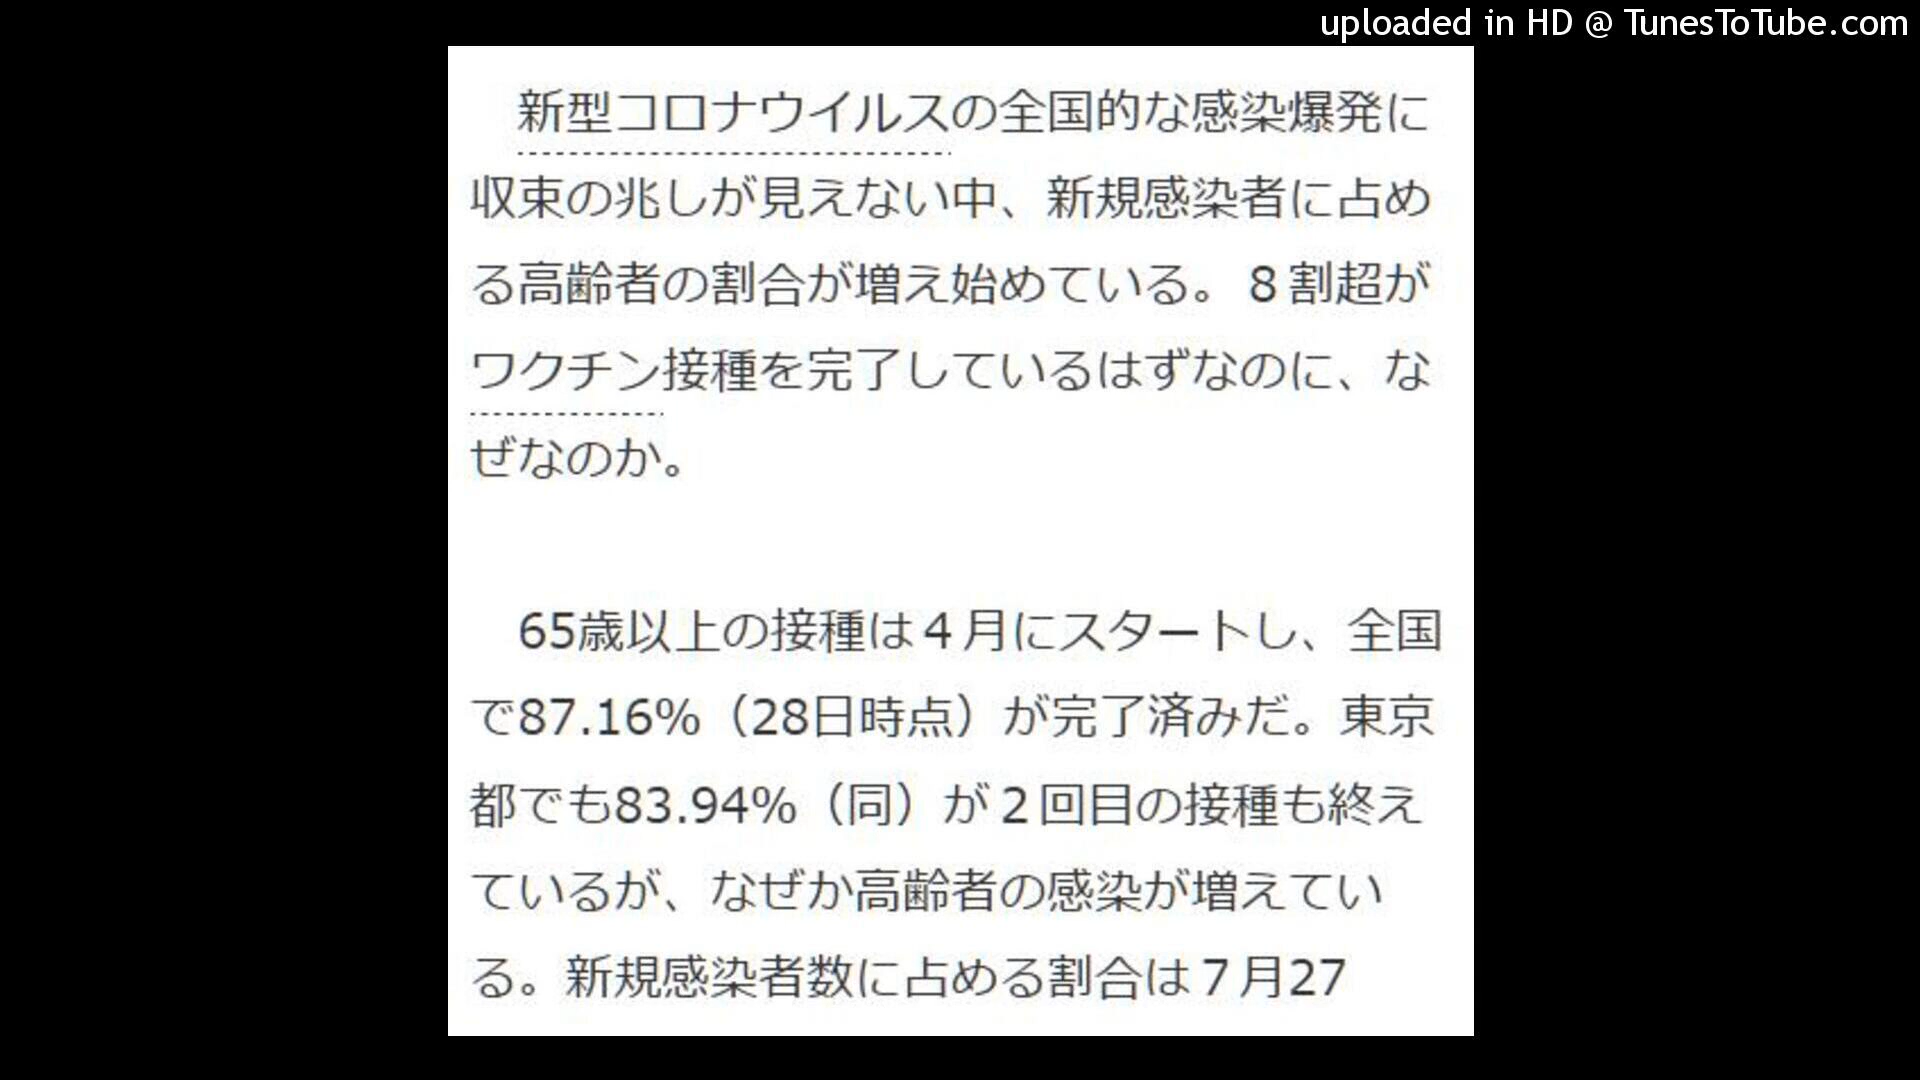 uploaded in HD @ TunesToTube.com
新型コロナウイルスの全国的な感染爆発に
収束の兆しが見えない中、新規感染者に占め
る高齢者の割合が増え始めている。８割超が
ワクチン接種を完了しているはずなのに、な
ぜなのか。
65歳以上の接種は４月にスタートし、全国
で87.16%（28日時点）が完了済みだ。東京
都でも83.94%（同）が２回目の接種も終え
ているが、なぜか高齢者の感染が増えてい
る。新規感染者数に占める割合は７月27